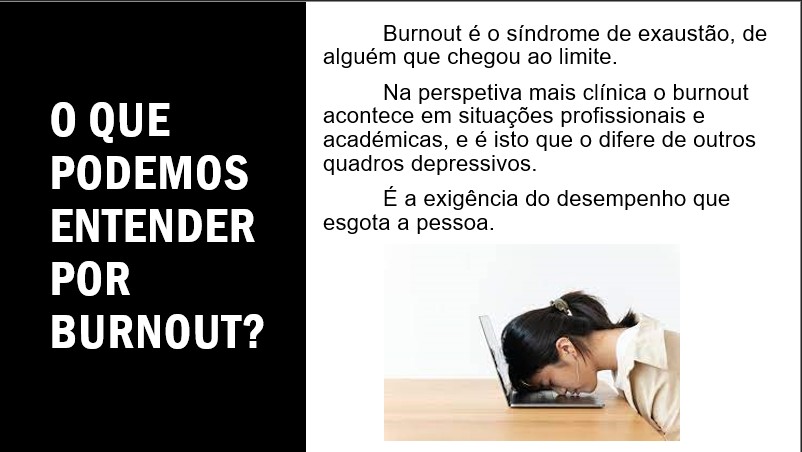 O QUE
PODEMOS
ENTENDER
POR
BURNOUT?
Burnout é o síndrome de exaustão, de
alguém que chegou ao limite.
Na perspetiva mais clínica o burnout
acontece em situações profissionais e
académicas, e é isto que o difere de outros
quadros depressivos.
É a exigência do desempenho que
esgota a pessoa.